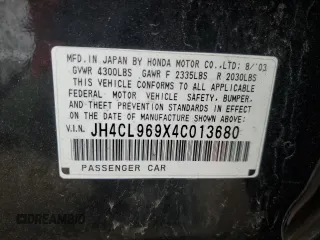 MFD.IN JAPAN BY HONDA MOTOR CO.,LTD: 8/'03
GVWR 4300LBS GAWR F 2335LBS R 2030LBS
THIS VEHICLE CONFORMS TO ALL APPLICABLE
FEDERAL MOTOR VEHICLE SAFETY, BUMPER,
AND THEFT PREVENTION STANDARDS IN EFFECT
ON THE DATE OF MANUFACTURE SHOWN ABOVE.
V.I.N. JH4CL969X4C013680
PASSENGER CAR
© DREAMBID